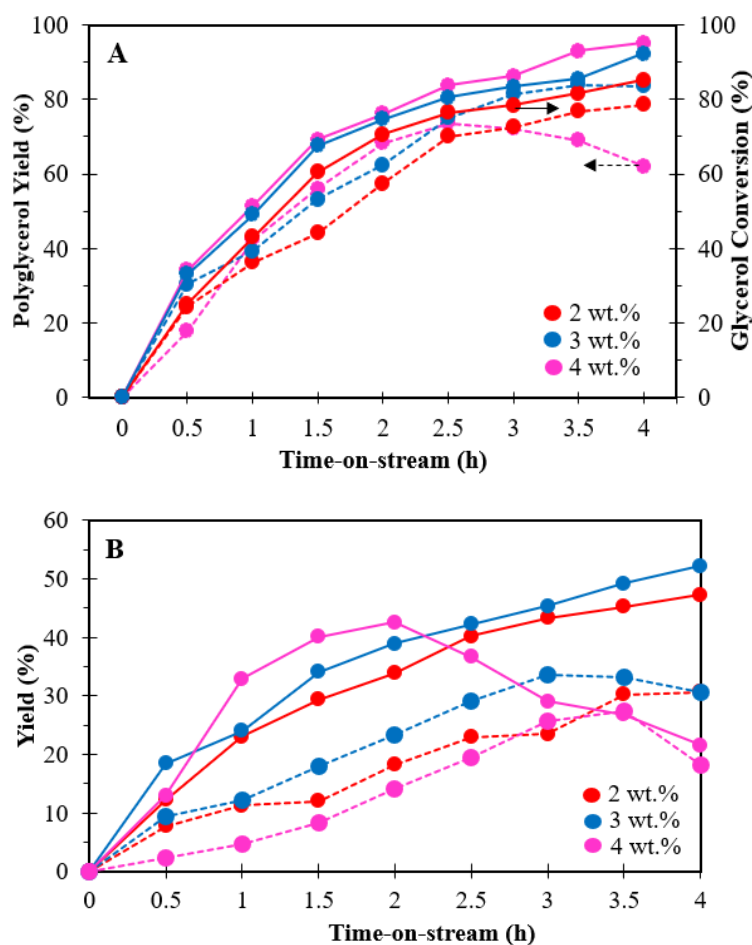 A
100
80
60
40
20
0
Polyglycerol Yield (%)
100
80
60
40
20
0
Glycerol Conversion (%)
2 wt.%
3 wt.%
4 wt.%
0 0.5 1 1.5 2 2.5 3 3.5 4
Time-on-stream (h)
B
60
50
40
30
20
10
0
Yield (%)
2 wt.%
3 wt.%
4 wt.%
0 0.5 1 1.5 2 2.5 3 3.5 4
Time-on-stream (h)